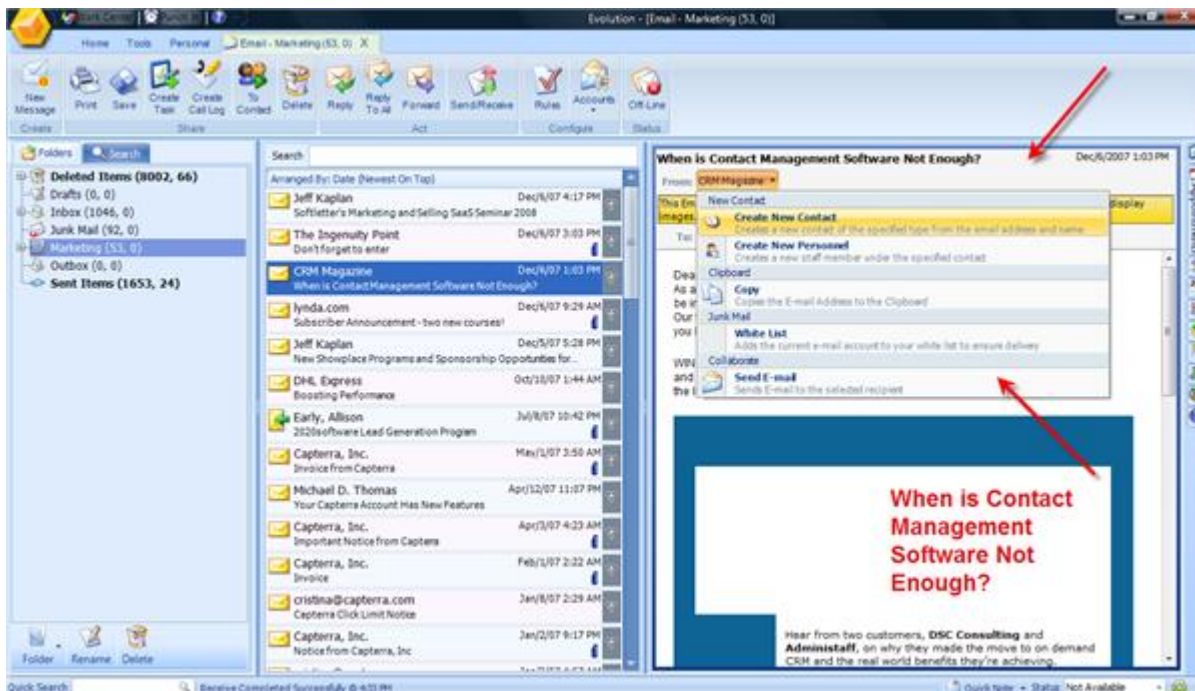 Evolution - [Email - Marketing (53, 0)]
Home Tools Personal Email - Marketing (53, 0) X
New Message
Print
Save
Create Task
Create Call Log
To Contact
Delete
Reply
Reply To All
Forward
Send/Receive
Rules
Accounts
Off-Line
Create Share Act Configure Status
Folders Search
Deleted Items (8002, 66)
Drafts (0, 0)
Inbox (1046, 0)
Junk Mail (92, 0)
Marketing (53, 0)
Outbox (0, 0)
Sent Items (1653, 24)
Folder Rename Delete
Search
Arranged By: Date (Newest On Top)
Jeff Kaplan Dec/6/07 4:17 PM
Softletter's Marketing and Selling SaaS Seminar 2008
The Ingenuity Point Dec/6/07 3:03 PM
Don't forget to enter
CRM Magazine Dec/6/07 1:03 PM
When is Contact Management Software Not Enough?
lynda.com Dec/6/07 9:29 AM
Subscriber Announcement - two new courses!
Jeff Kaplan Dec/5/07 5:28 PM
New Showplace Programs and Sponsorship Opportunities for...
DHL Express Oct/10/07 1:44 AM
Boosting Performance
Early, Allison Jul/8/07 10:42 PM
2020software Lead Generation Program
Capterra, Inc. May/1/07 3:50 AM
Invoice from Capterra
Michael D. Thomas Apr/12/07 11:07 PM
Your Capterra Account Has New Features
Capterra, Inc. Apr/3/07 4:23 AM
Important Notice from Capterra
Capterra, Inc. Feb/1/07 2:22 AM
Invoice
cristina@capterra.com Jan/8/07 2:29 AM
Capterra Click Limit Notice
Capterra, Inc. Jan/2/07 9:17 PM
Notice from Capterra, Inc
When is Contact Management Software Not Enough? Dec/6/2007 1:03 PM
From: CRM Magazine
This Em display
images.
To:
New Contact
Create New Contact
Creates a new contact of the specified type from the email address and name
Create New Personnel
Creates a new staff member under the specified contact
Clipboard
Copy
Copies the E-mail Address to the Clipboard
Junk Mail
White List
Adds the current e-mail account to your white list to ensure delivery
Collaborate
Send E-mail
Sends E-mail to the selected recipient
Dea
As a
be in
Our
you
WIN
and
the
When is Contact
Management
Software Not
Enough?
Hear from two customers, DSC Consulting and
Administaff, on why they made the move to on demand
CRM and the real world benefits they're achieving.
Quick Search Receive Completed Successfully @ 4:33 PM Quick Note Status: Not Available